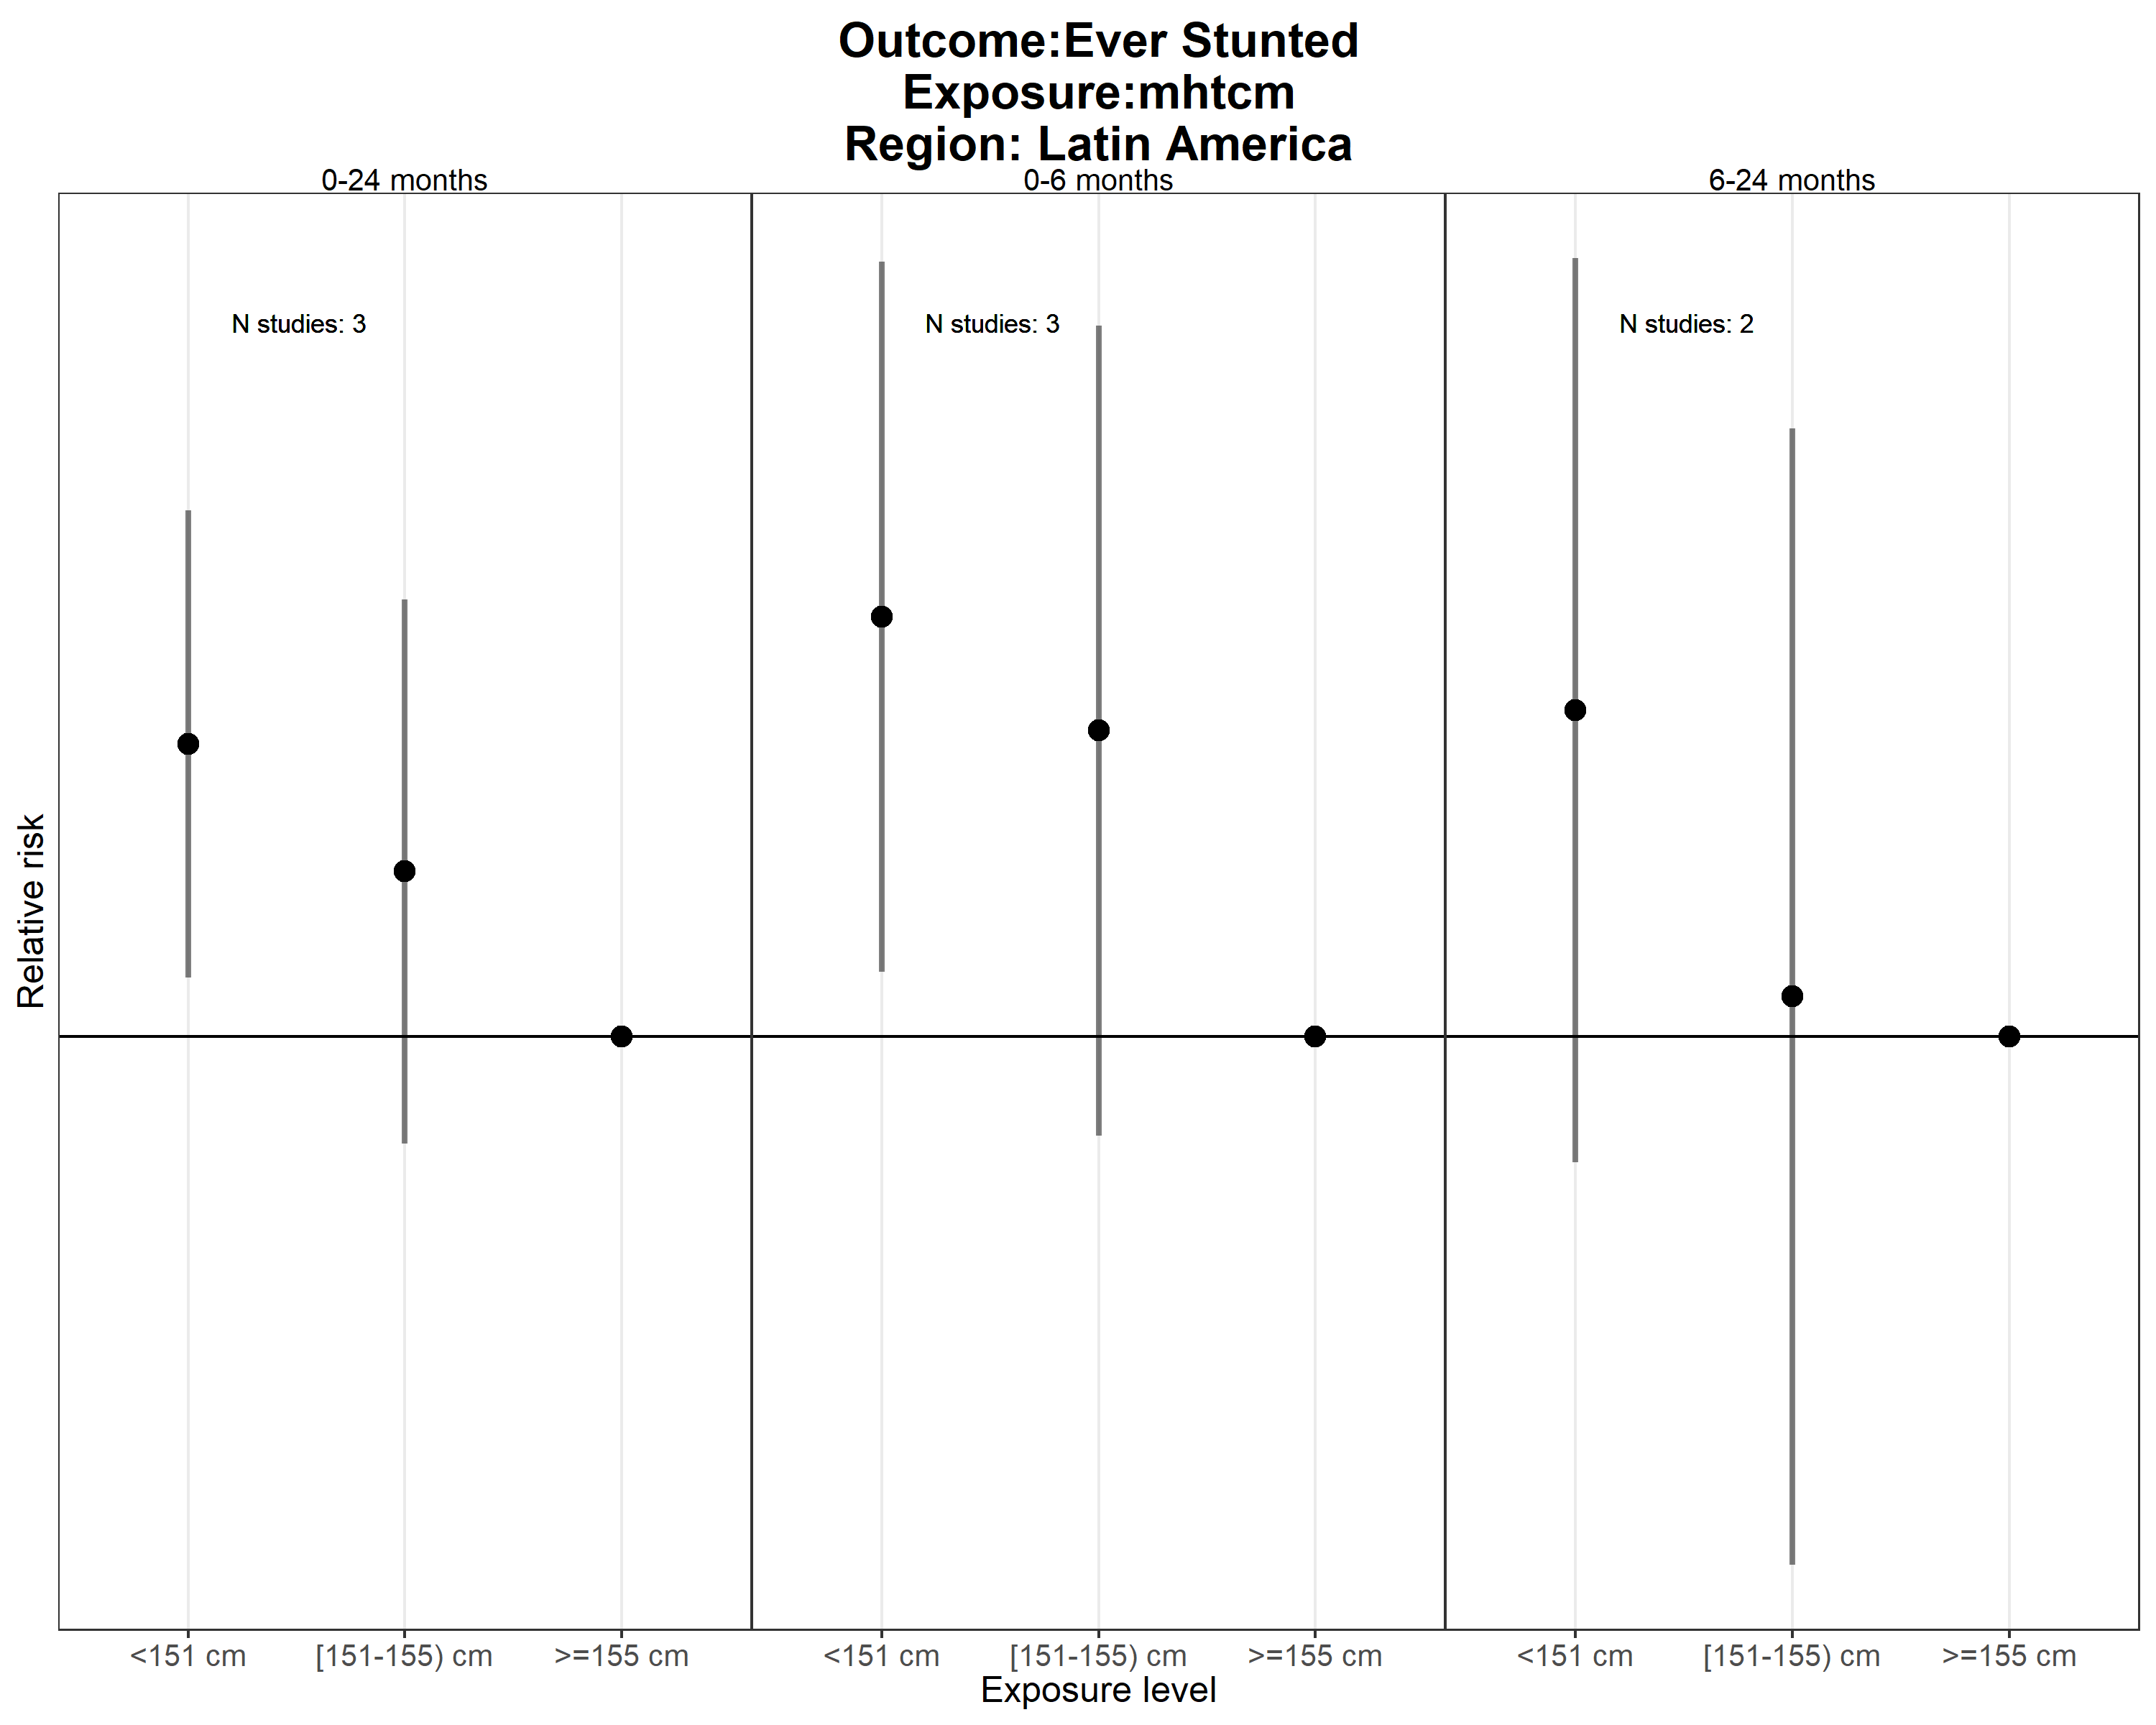 Outcome:Ever Stunted
Exposure:mhtcm
Region: Latin America
0-24 months
0-6 months
6-24 months
N studies: 3
N studies: 3
N studies: 2
Relative risk
<151 cm
[151-155) cm
>=155 cm
<151 cm
[151-155) cm
>=155 cm
<151 cm
[151-155) cm
>=155 cm
Exposure level